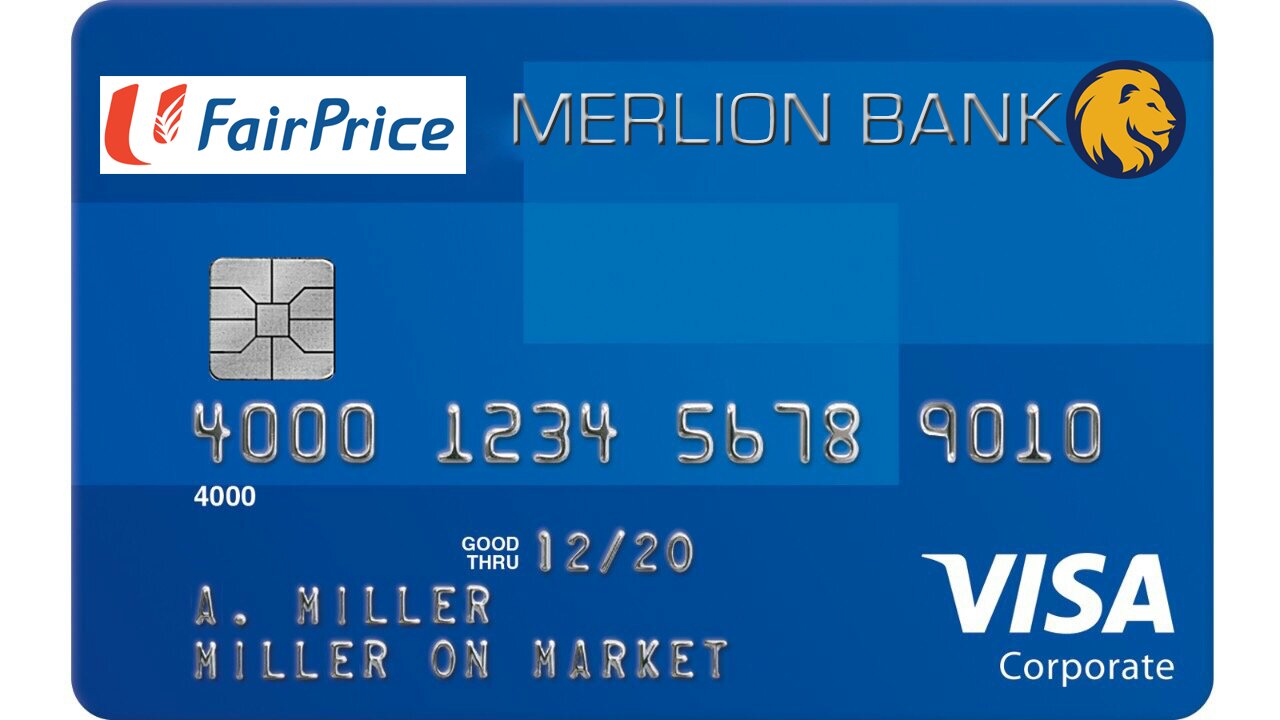 FairPrice
MERLION BANK
4000 1234 5678 9010
4000
GOOD THRU 12/20
A. MILLER
MILLER ON MARKET
VISA
Corporate